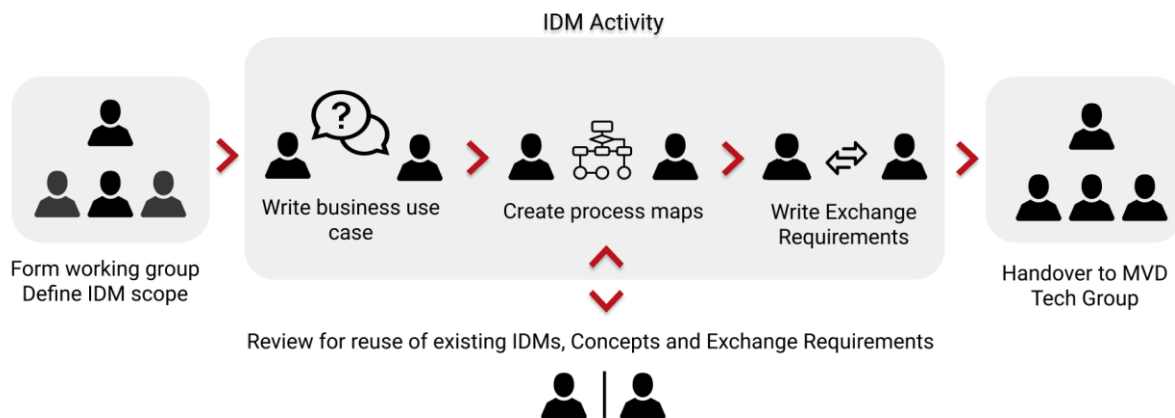 IDM Activity
?
Write business use
case
Create process maps
Write Exchange
Requirements
Form working group
Define IDM scope
Handover to MVD
Tech Group
Review for reuse of existing IDMs, Concepts and Exchange Requirements